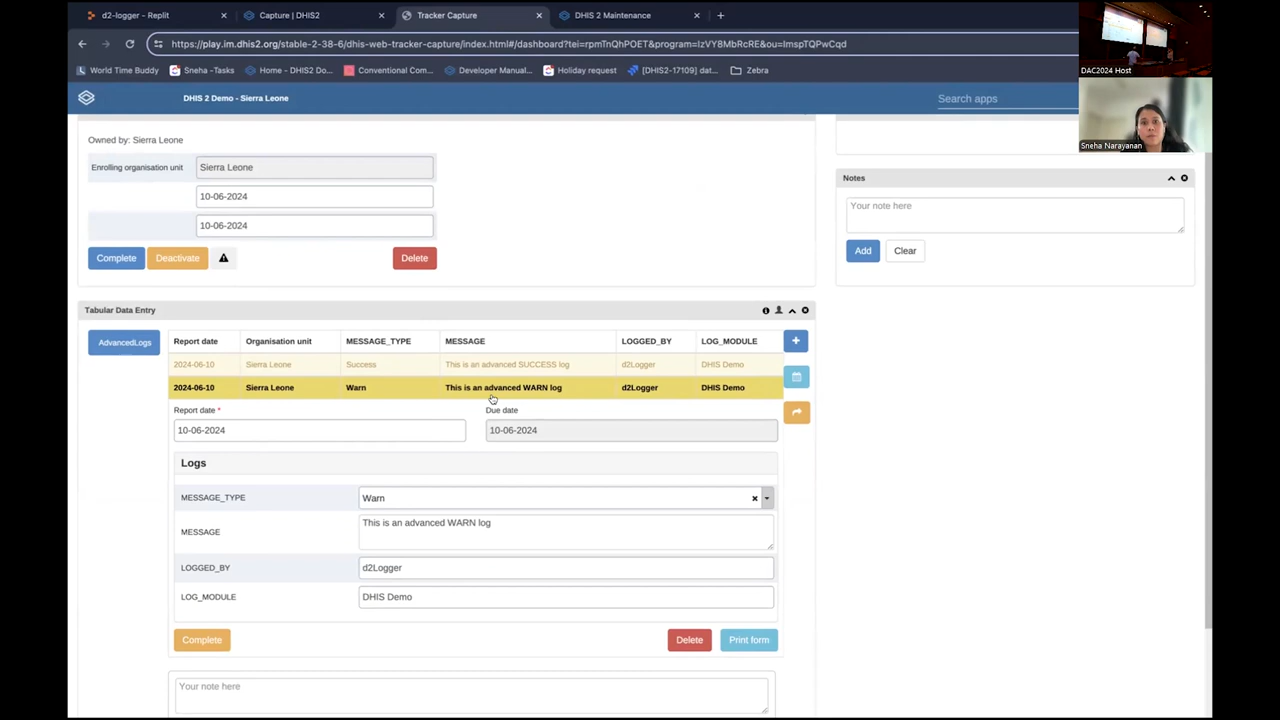 d2-logger - Replit
Capture | DHIS2
Tracker Capture
DHIS 2 Maintenance
https://play.im.dhis2.org/stable-2-38-6/dhis-web-tracker-capture/index.html#/dashboard?tei=rpmTnQhPOET&program=IzVY8MbRcRE&ou=ImspTQPwCqd
World Time Buddy
Sneha -Tasks
Home - DHIS2 Do...
Conventional Com...
Developer Manual...
Holiday request
[DHIS2-17109] dat...
Zebra
DAC2024 Host
Sneha Narayanan
DHIS 2 Demo - Sierra Leone
Search apps
Owned by: Sierra Leone
Enrolling organisation unit
Sierra Leone
10-06-2024
10-06-2024
Complete
Deactivate
Delete
Notes
Your note here
Add
Clear
Tabular Data Entry
AdvancedLogs
Report date Organisation unit MESSAGE_TYPE MESSAGE LOGGED_BY LOG_MODULE
2024-06-10 Sierra Leone Success This is an advanced SUCCESS log d2Logger DHIS Demo
2024-06-10 Sierra Leone Warn This is an advanced WARN log d2Logger DHIS Demo
Report date *
Due date
10-06-2024
10-06-2024
Logs
MESSAGE_TYPE
Warn
MESSAGE
This is an advanced WARN log
LOGGED_BY
d2Logger
LOG_MODULE
DHIS Demo
Complete
Delete
Print form
Your note here